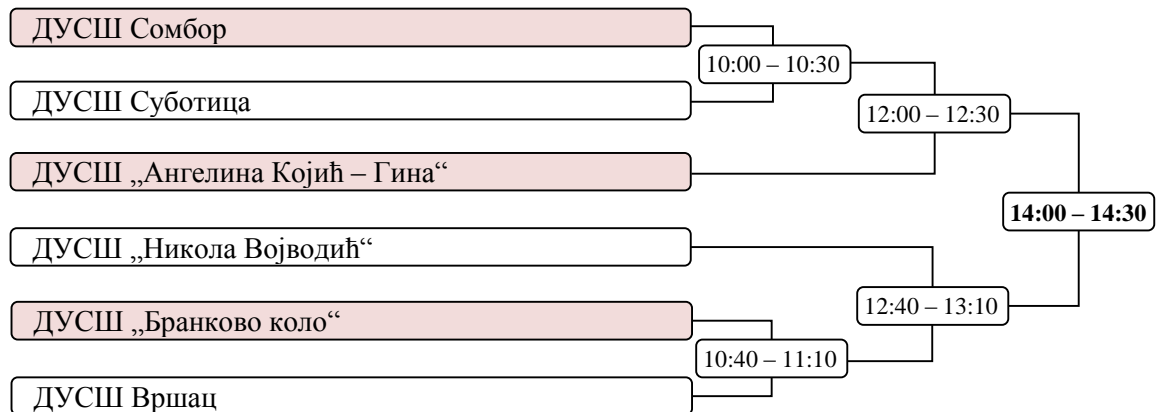 ДУСШ Сомбор
10:00 – 10:30
ДУСШ Суботица
12:00 – 12:30
ДУСШ „Ангелина Којић – Гина“
14:00 – 14:30
ДУСШ „Никола Војводић“
12:40 – 13:10
ДУСШ „Бранково коло“
10:40 – 11:10
ДУСШ Вршац